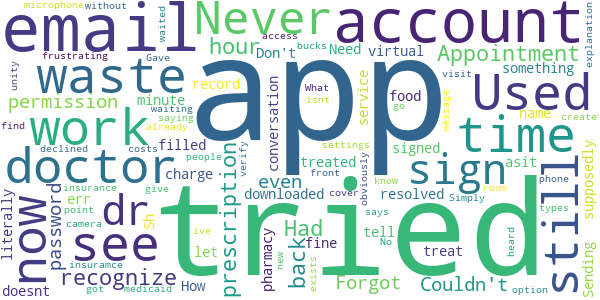 microphone
without
waited
Never
account
access
explanation
email
Gave
hour
Don't
bucks
Need
virtual
Appointment
frustrating
unity
waste
app
something
visit
Used
permission
record
minute
waiting
saying
already
conversation
What
isnt
food
service
go
message
name
create
find
work
time
declined
costs
people
filled
signed
asit
supposedly
doctor
prescription
verify
even
treated
settings
front
obviously
sign
still
now
dr
charge
downloaded
cover
resolved
know
room
Simply
phone
insurance
give
literally
password
err
point
Sh
see
tried
Had
let
back
fine
says
tell
treat
No
heard
types
camera
ive
new
exists
insuramce
recognize
pharmacy
Forgot
Couldn't
option
Sending
doesnt
got
medicaid
How